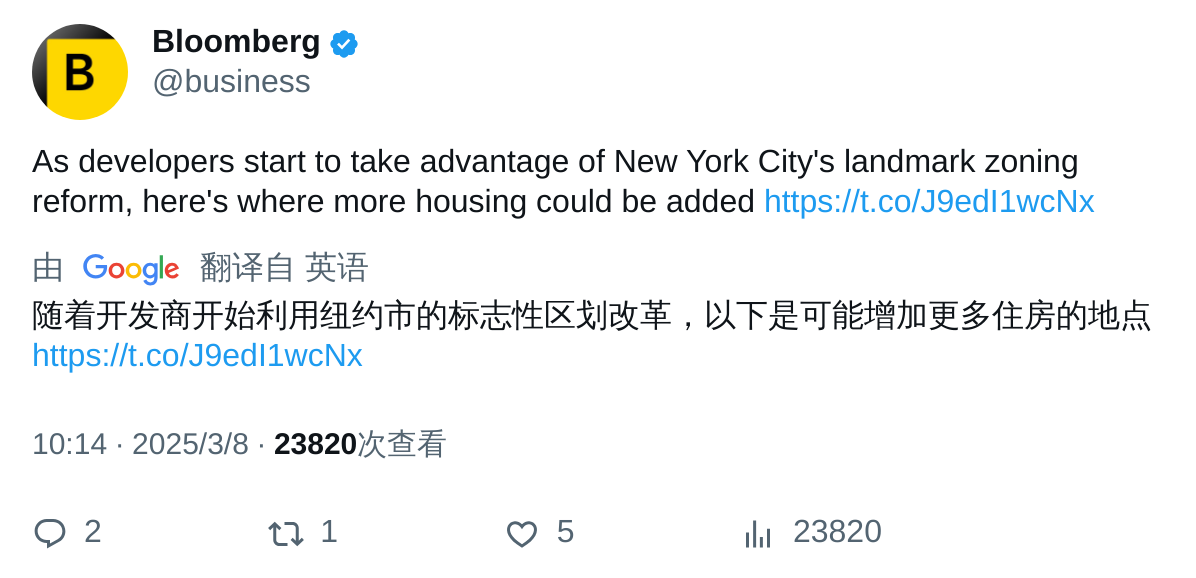 B
Bloomberg
@business
As developers start to take advantage of New York City's landmark zoning
reform, here's where more housing could be added https://t.co/J9edI1wcNx
由 Google 翻译自 英语
随着开发商开始利用纽约市的标志性区划改革，以下是可能增加更多住房的地点
https://t.co/J9edI1wcNx
10:14 · 2025/3/8 · 23820次查看
2 1 5 23820